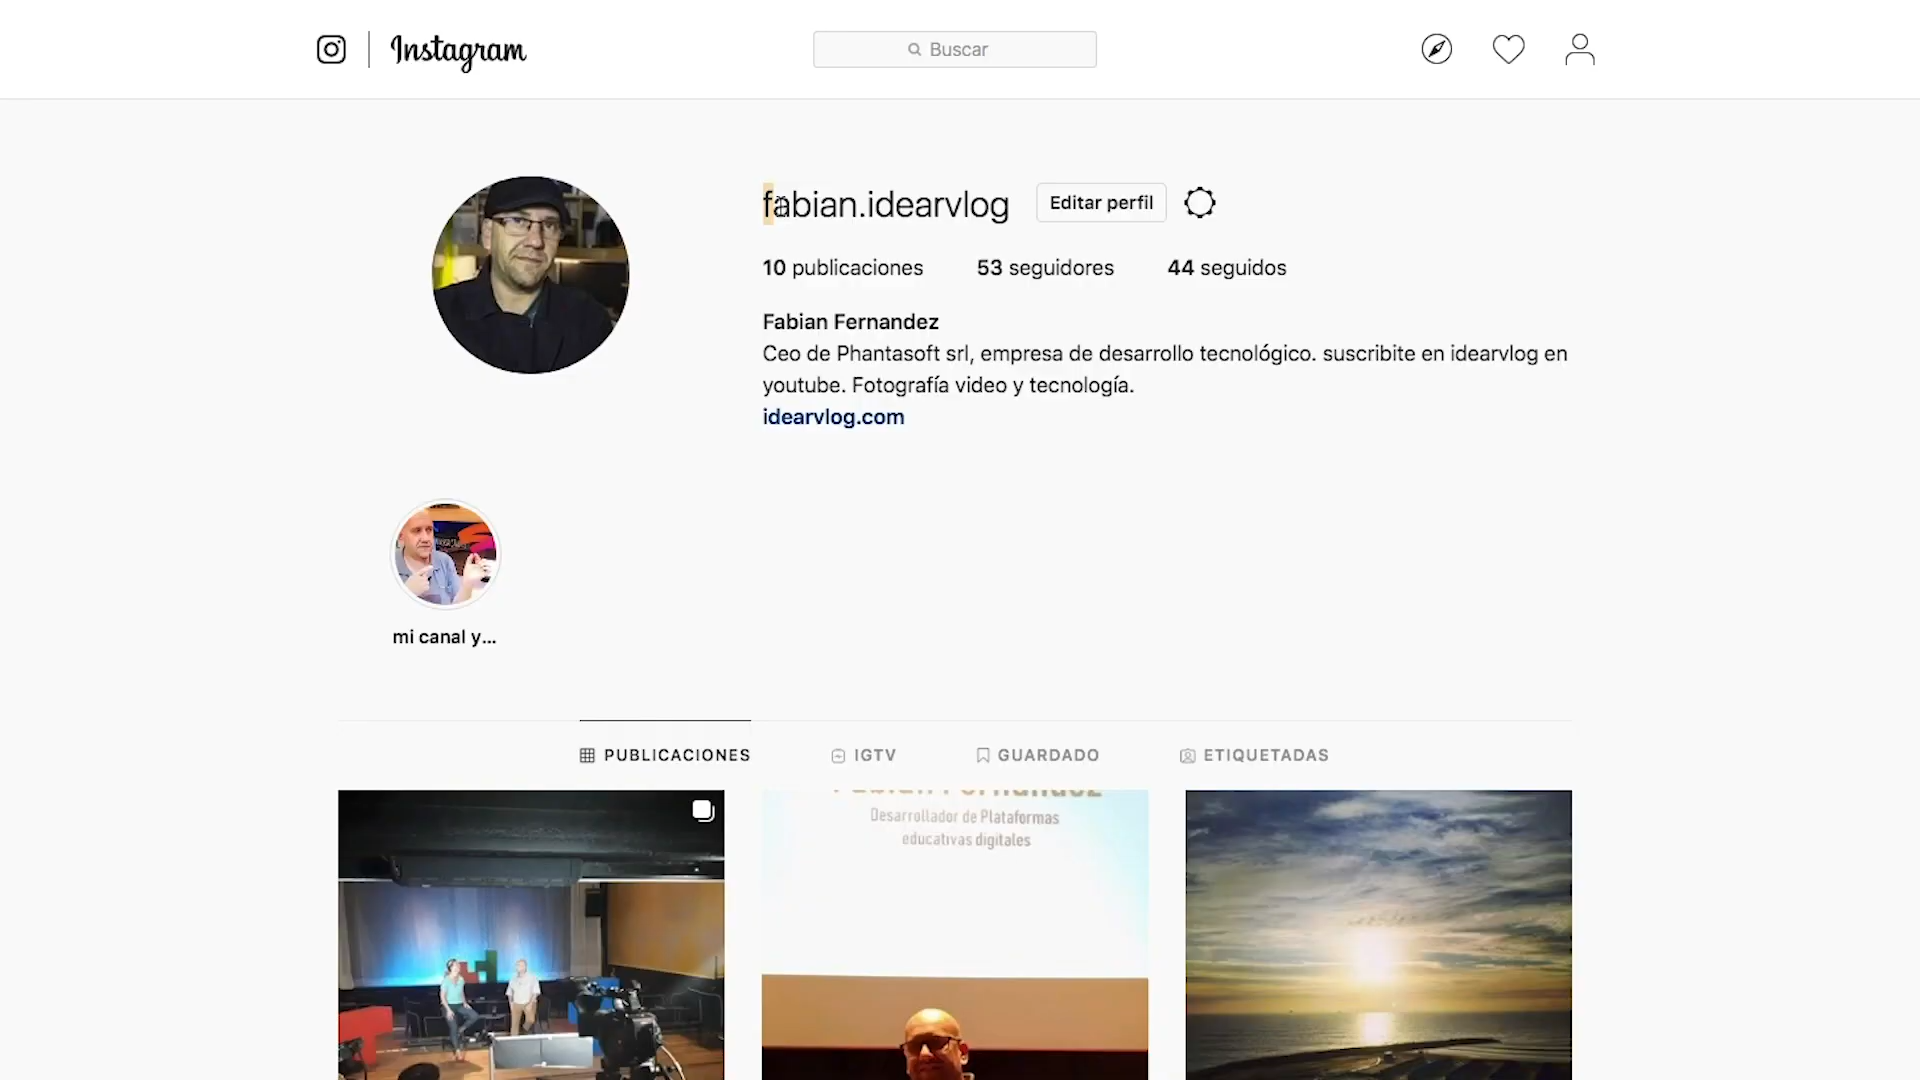 Instagram
Buscar
fabian.idearvlog
Editar perfil
10 publicaciones
53 seguidores
44 seguidos
Fabian Fernandez
Ceo de Phantasoft srl, empresa de desarrollo tecnológico. suscribite en idearvlog en
youtube. Fotografía video y tecnología.
idearvlog.com
mi canal y...
PUBLICACIONES
IGTV
GUARDADO
ETIQUETADAS
Fabian Fernandez
Desarrollador de Plataformas
educativas digitales